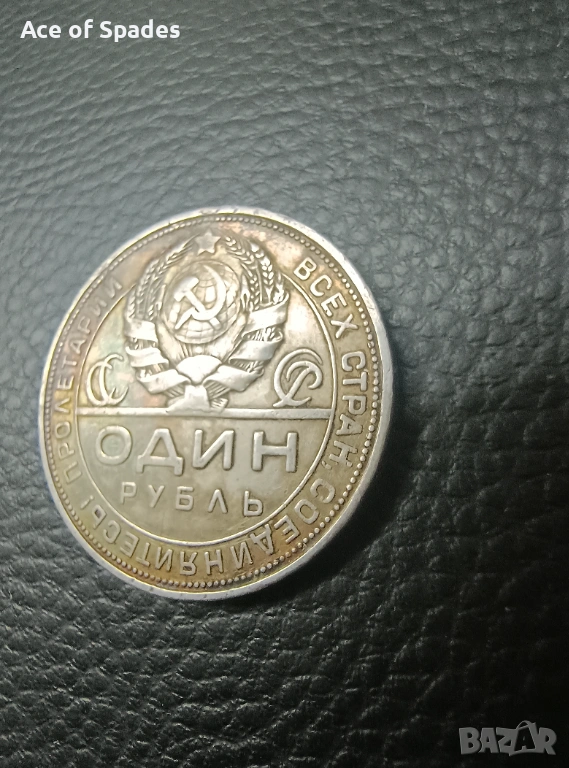 Ace of Spades
ПРОЛЕТАРИИ ВСЕХ СТРАН, СОЕДИНЯЙТЕСЬ!
СС СР
ОДИН
РУБЛЬ
BAZAR